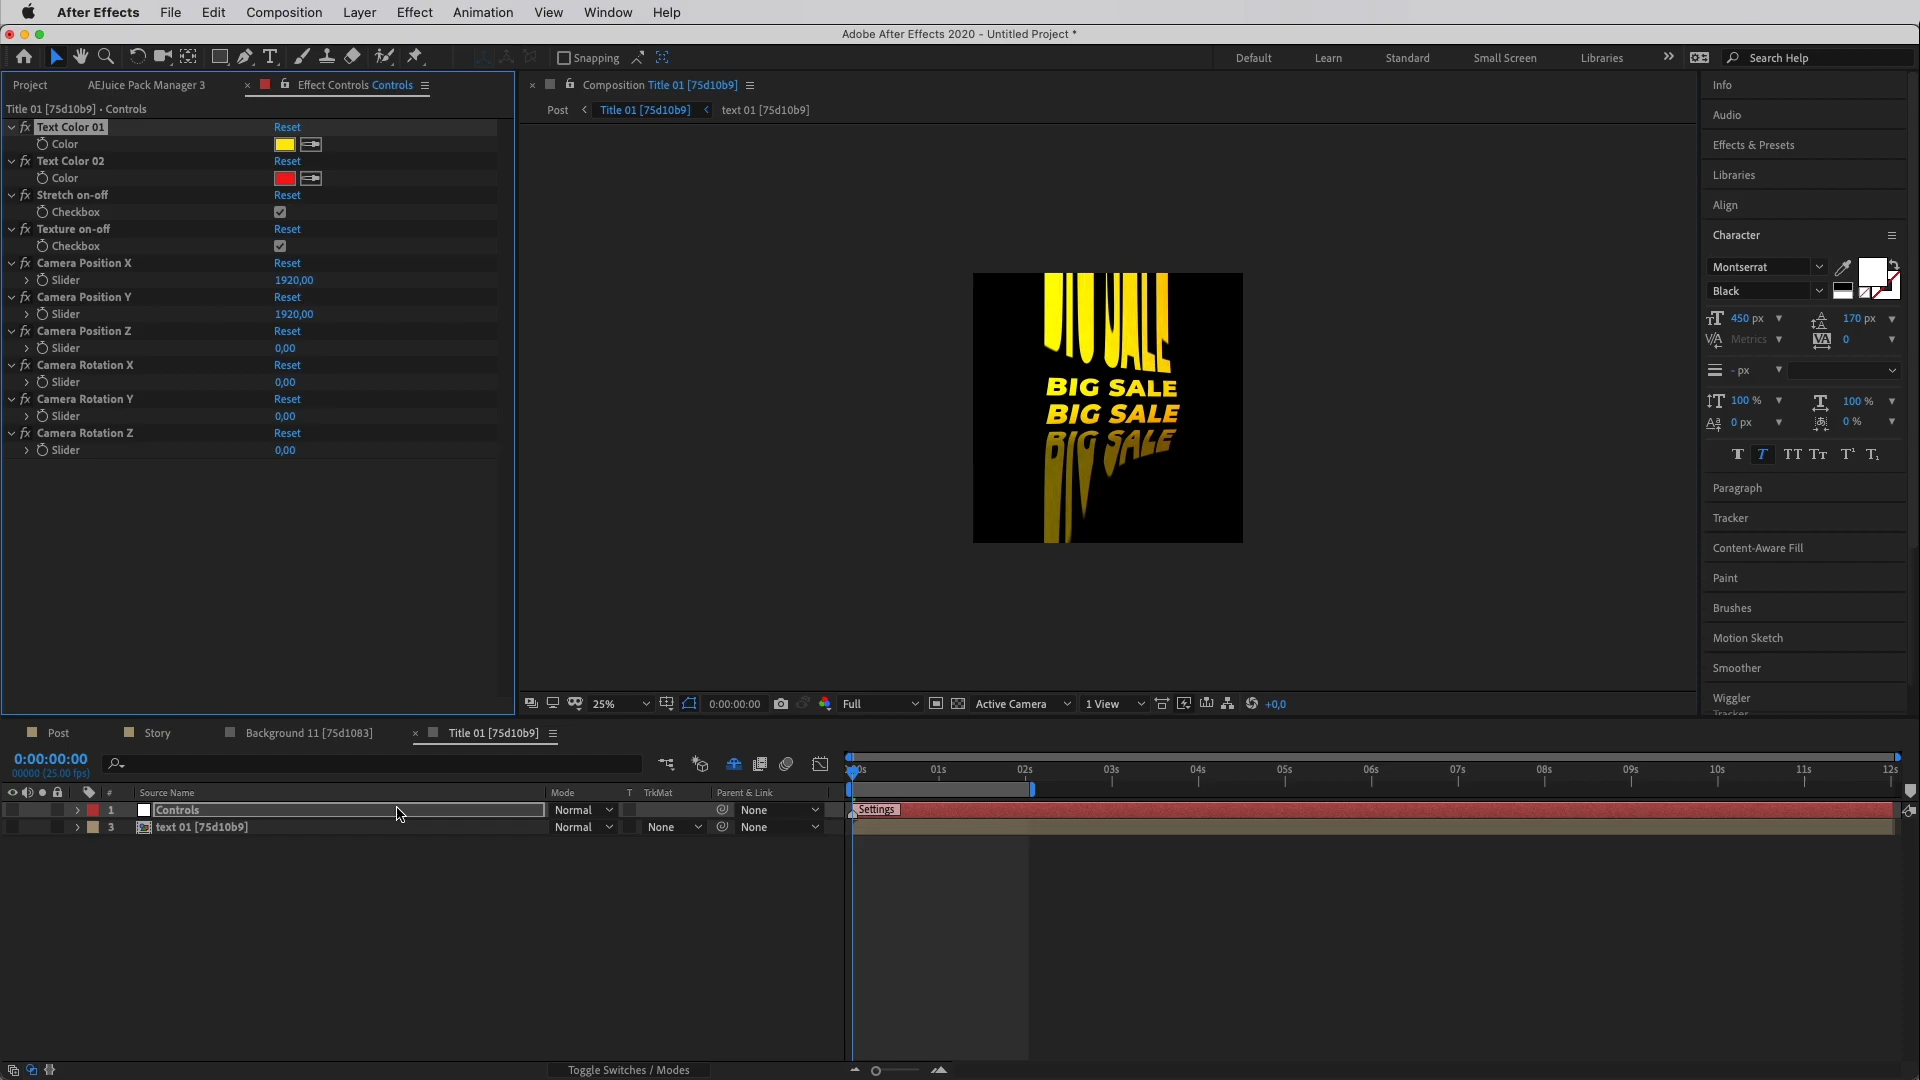 After Effects File Edit Composition Layer Effect Animation View Window Help
Adobe After Effects 2020 - Untitled Project *
Snapping Default Learn Standard Small Screen Libraries Search Help
Project AEJuice Pack Manager 3 Effect Controls Controls
Title 01 [75d10b9] • Controls
Text Color 01 Reset
Color
Text Color 02 Reset
Color
Stretch on-off Reset
Checkbox
Texture on-off Reset
Checkbox
Camera Position X Reset
Slider 1920,00
Camera Position Y Reset
Slider 1920,00
Camera Position Z Reset
Slider 0,00
Camera Rotation X Reset
Slider 0,00
Camera Rotation Y Reset
Slider 0,00
Camera Rotation Z Reset
Slider 0,00
Composition Title 01 [75d10b9]
Post Title 01 [75d10b9] text 01 [75d10b9]
BIG SALE
BIG SALE
BIG SALE
BIG SALE
25% 0:00:00:00 Full Active Camera 1 View +0,0
Info
Audio
Effects & Presets
Libraries
Align
Character
Montserrat
Black
450 px 170 px
Metrics 0
- px
100 % 100 %
0 px 0 %
Paragraph
Tracker
Content-Aware Fill
Paint
Brushes
Motion Sketch
Smoother
Wiggler
Post Story Background 11 [75d1083] Title 01 [75d10b9]
0:00:00:00
00000 (25.00 fps)
01s 02s 03s 04s 05s 06s 07s 08s 09s 10s 11s 12s
# Source Name Mode T TrkMat Parent & Link
1 Controls Normal None Settings
3 text 01 [75d10b9] Normal None None
Toggle Switches / Modes